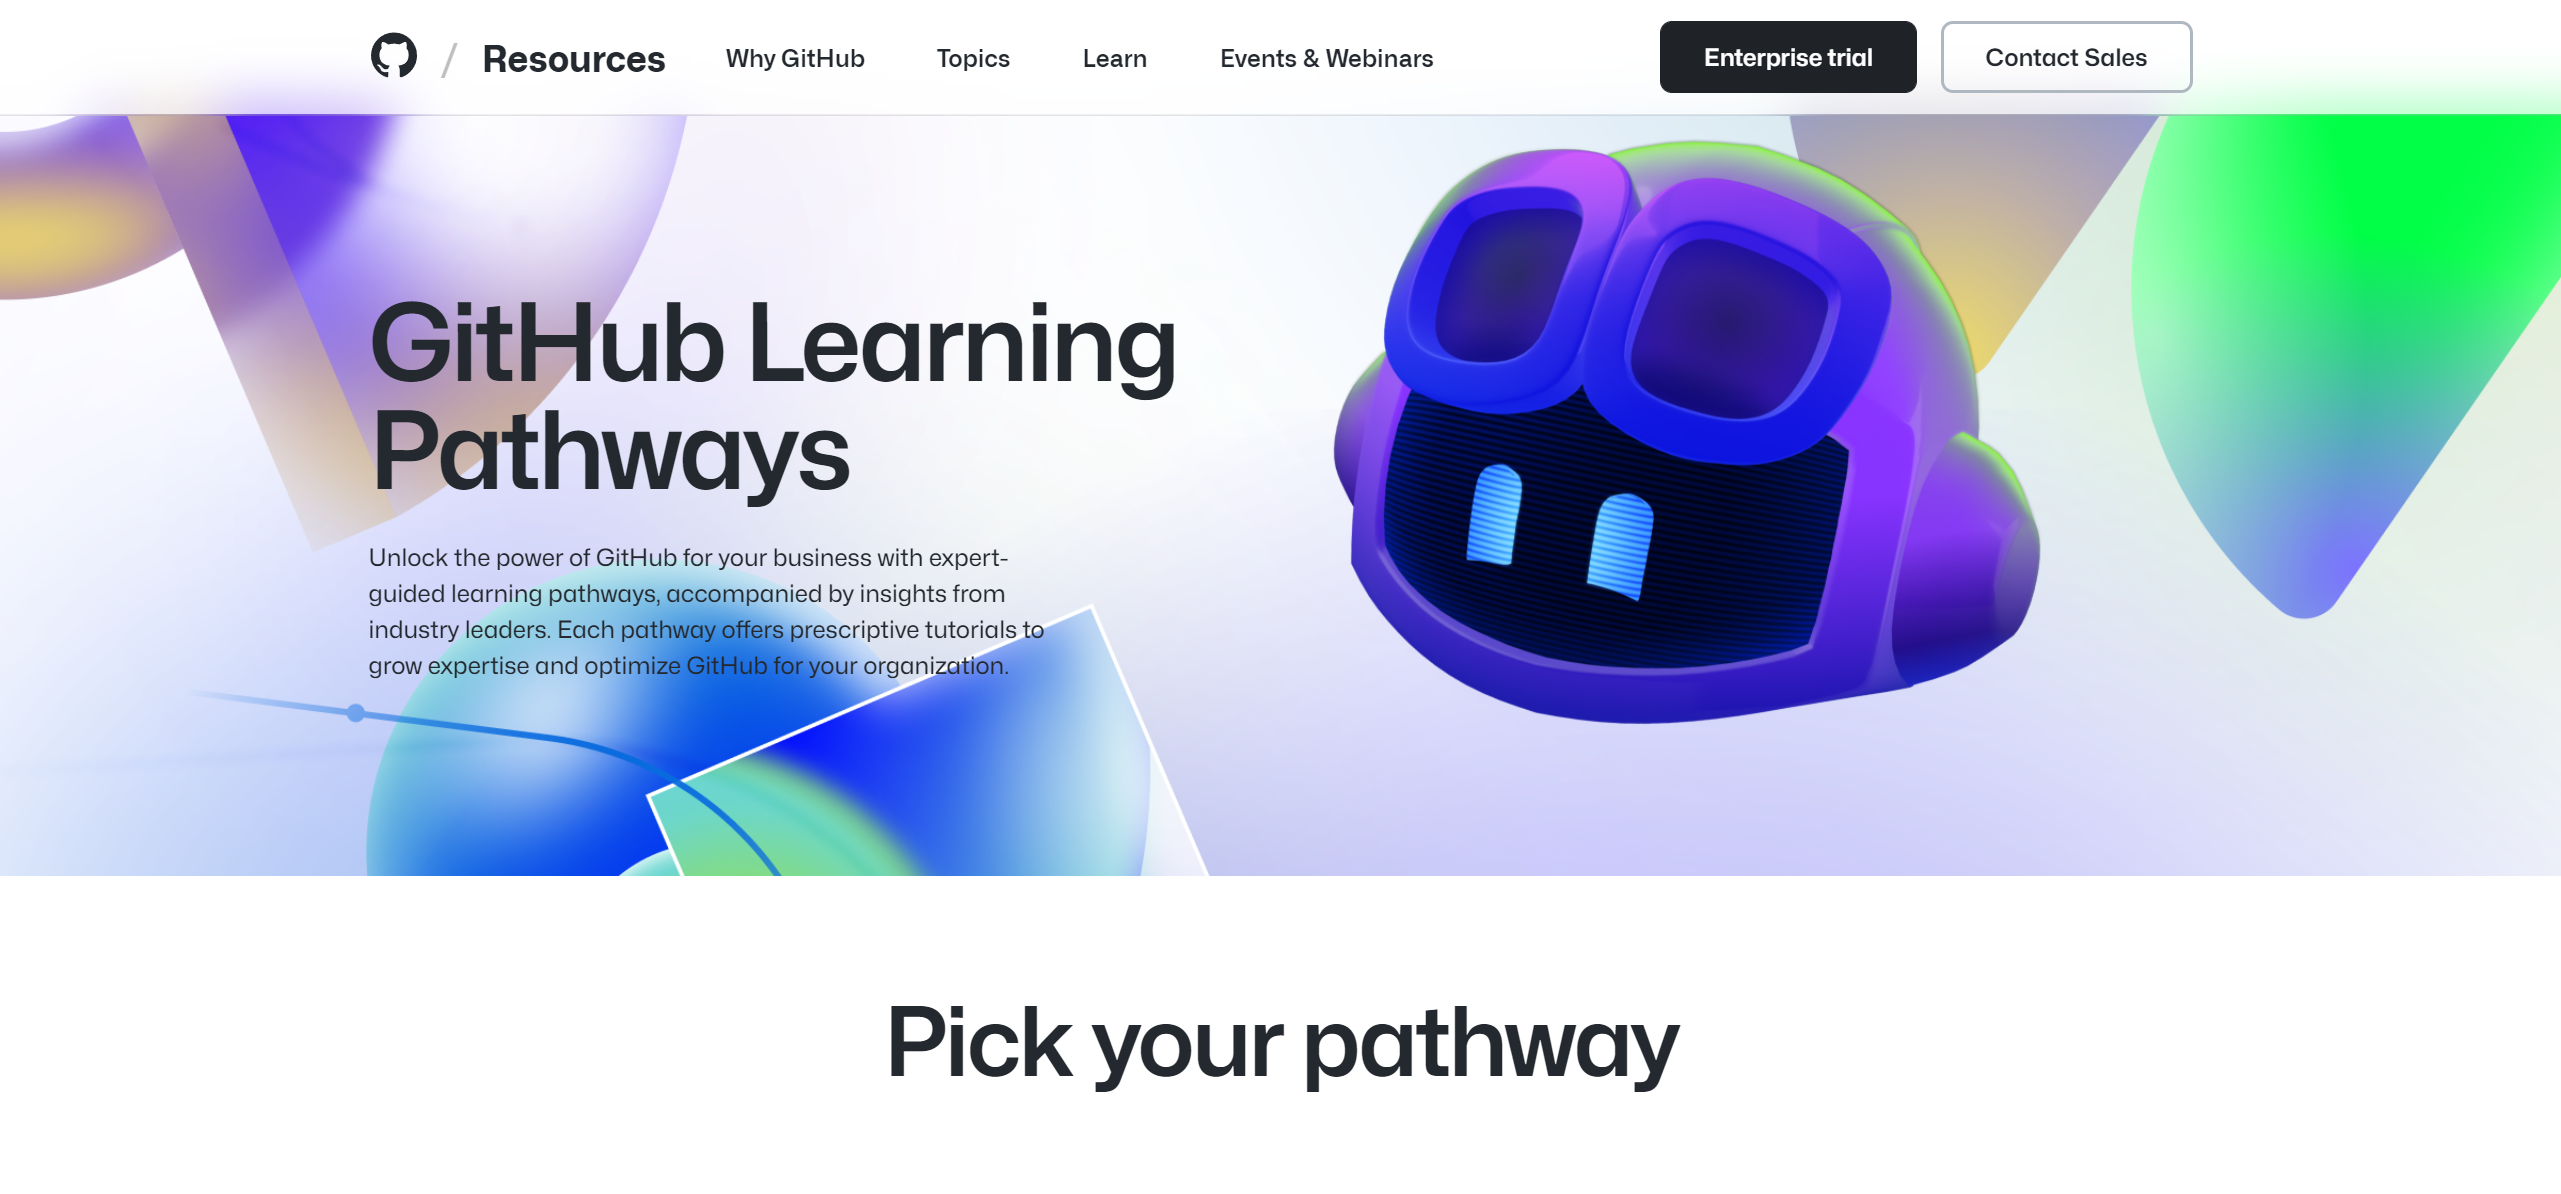 / Resources Why GitHub Topics Learn Events & Webinars Enterprise trial Contact Sales
GitHub Learning
Pathways
Unlock the power of GitHub for your business with expert-
guided learning pathways, accompanied by insights from
industry leaders. Each pathway offers prescriptive tutorials to
grow expertise and optimize GitHub for your organization.
Pick your pathway